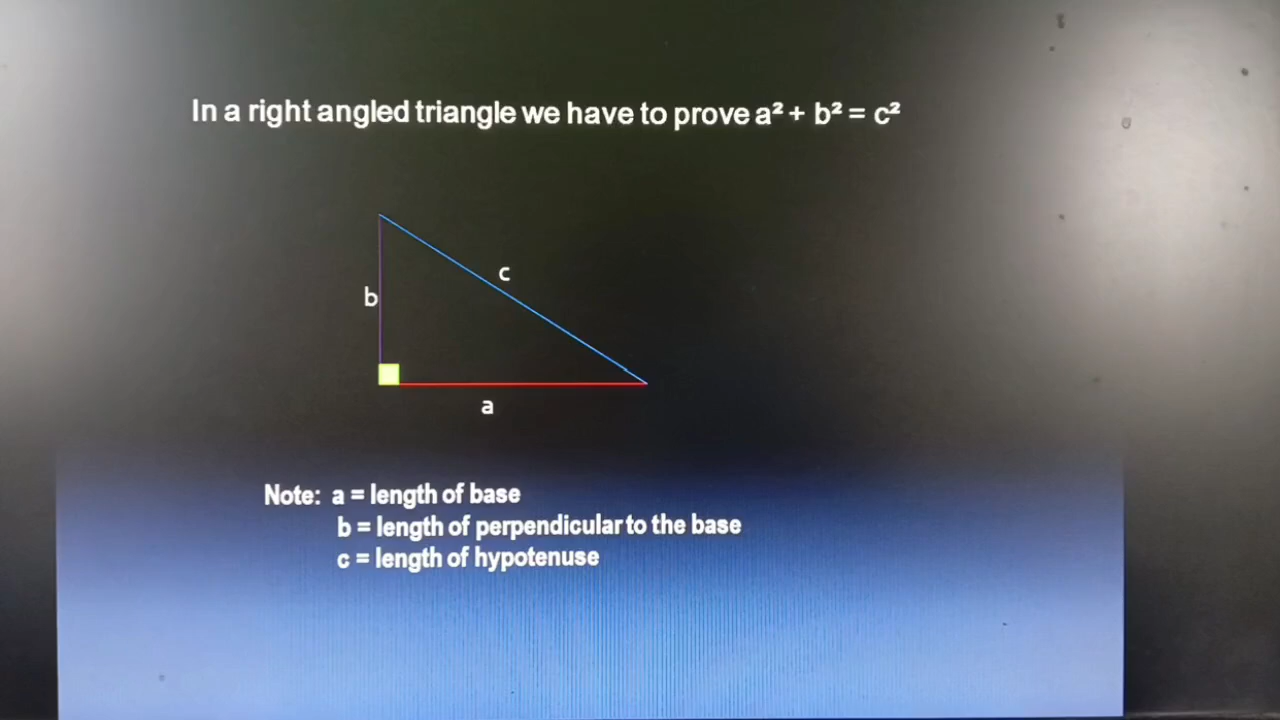 In a right angled triangle we have to prove a² + b² = c²
c
b
a
Note: a = length of base
b = length of perpendicular to the base
c = length of hypotenuse